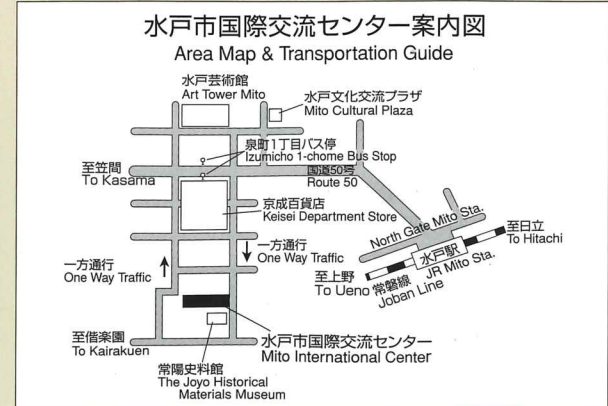 水戸市国際交流センター案内図
Area Map & Transportation Guide
水戸芸術館
Art Tower Mito
水戸文化交流プラザ
Mito Cultural Plaza
泉町1丁目バス停
Izumicho 1-chome Bus Stop
至笠間
To Kasama
国道50号
Route 50
京成百貨店
Keisei Department Store
North Gate Mito Sta.
至日立
To Hitachi
水戸駅
JR Mito Sta.
一方通行
One Way Traffic
一方通行
One Way Traffic
至上野
To Ueno
常磐線
Joban Line
至偕楽園
To Kairakuen
水戸市国際交流センター
Mito International Center
常陽史料館
The Joyo Historical
Materials Museum